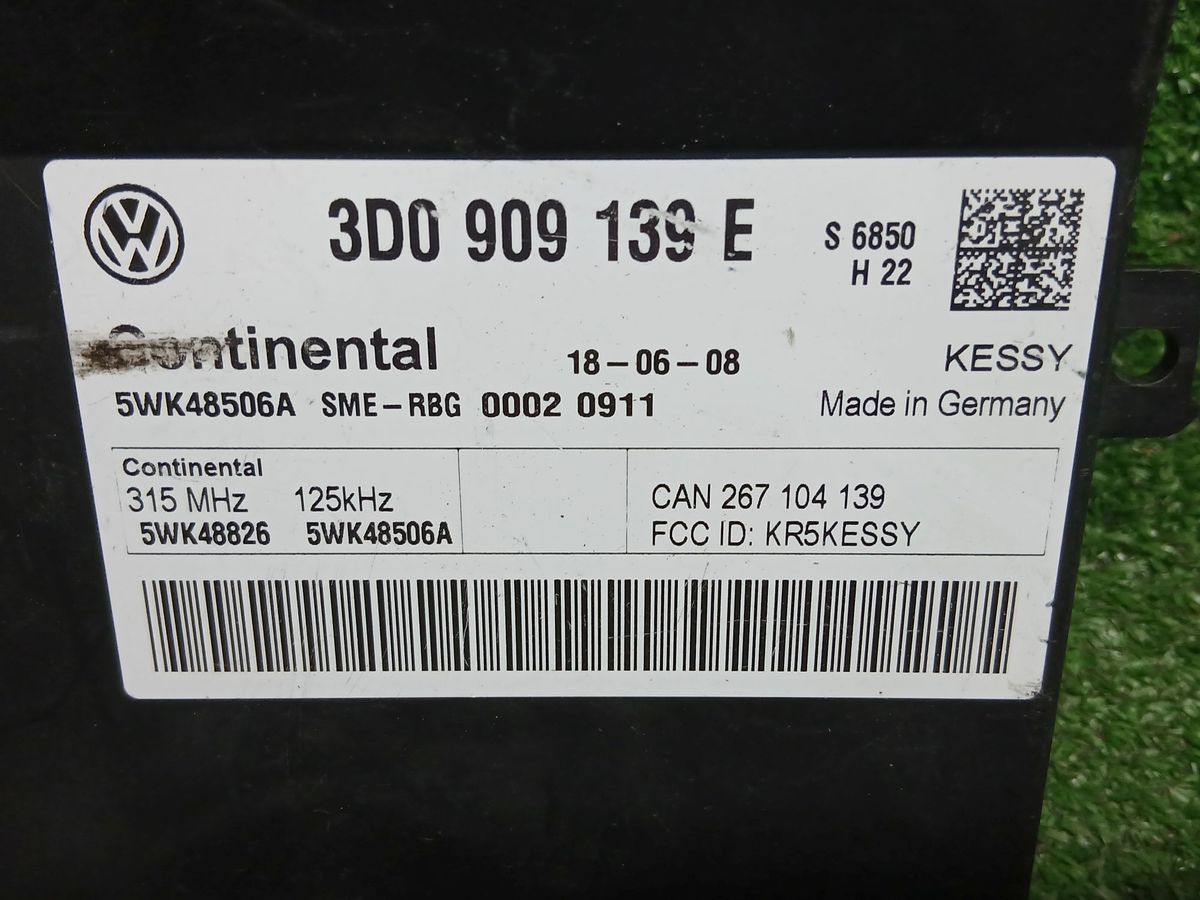 3D0 909 139 E
S 6850
H 22
Continental
18-06-08
KESSY
5WK48506A SME-RBG 0002 0911
Made in Germany
Continental
315 MHz 125kHz
5WK48826 5WK48506A
CAN 267 104 139
FCC ID: KR5KESSY